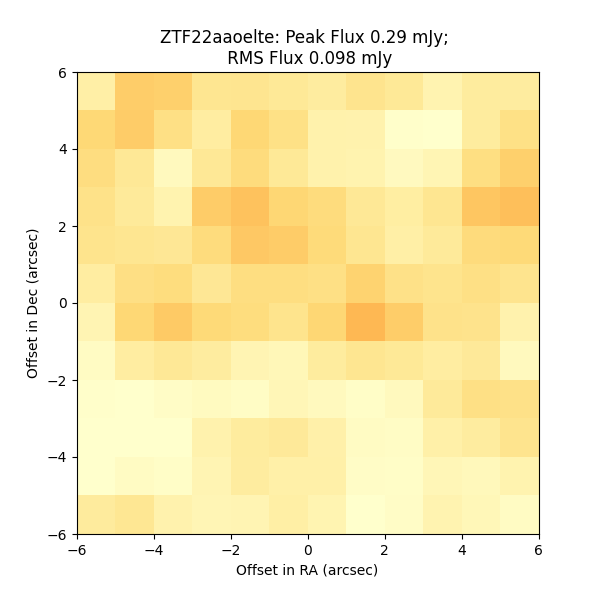 ZTF22aaoelte: Peak Flux 0.29 mJy;
RMS Flux 0.098 mJy
6
4
2
0
−2
−4
−6
Offset in Dec (arcsec)
−6 −4 −2 0 2 4 6
Offset in RA (arcsec)